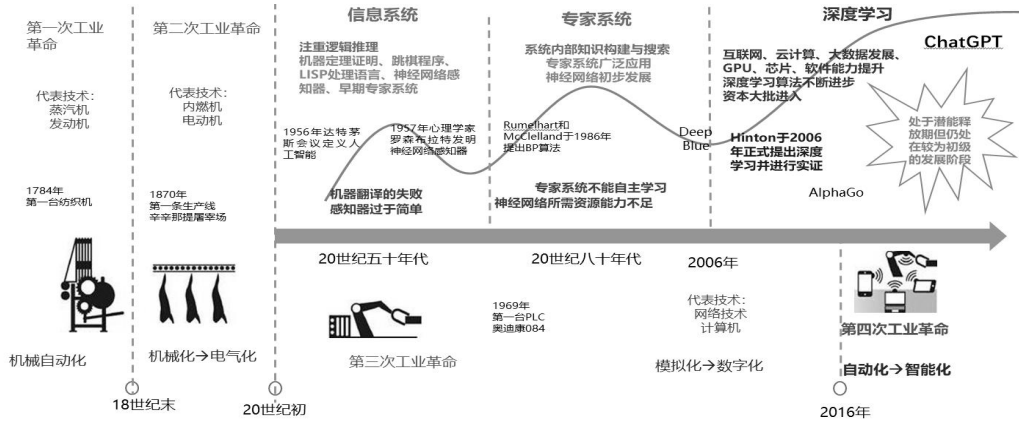 第一次工业
革命
代表技术：
蒸汽机
发动机
1784年
第一台纺织机
机械自动化
18世纪末
第二次工业革命
代表技术：
内燃机
电动机
1870年
第一条生产线
辛辛那提屠宰场
机械化→电气化
20世纪初
信息系统
注重逻辑推理
机器定理证明、跳棋程序、
LISP处理语言、神经网络感
知器、早期专家系统
1956年达特茅
斯会议定义人
工智能
1957年心理学家
罗森布拉特发明
神经网络感知器
机器翻译的失败
感知器过于简单
20世纪五十年代
第三次工业革命
专家系统
系统内部知识构建与搜索
专家系统广泛应用
神经网络初步发展
Rumelhart和
McClelland于1986年
提出BP算法
Deep
Blue
专家系统不能自主学习
神经网络所需资源能力不足
20世纪八十年代
1969年
第一台PLC
奥迪康084
深度学习
互联网、云计算、大数据发展、
GPU、芯片、软件能力提升
深度学习算法不断进步
资本大批进入
ChatGPT
Hinton于2006
年正式提出深度
学习并进行实证
处于潜能释
放期但仍处
在较为初级
的发展阶段
AlphaGo
2006年
代表技术：
网络技术
计算机
模拟化→数字化
第四次工业革命
自动化→智能化
2016年